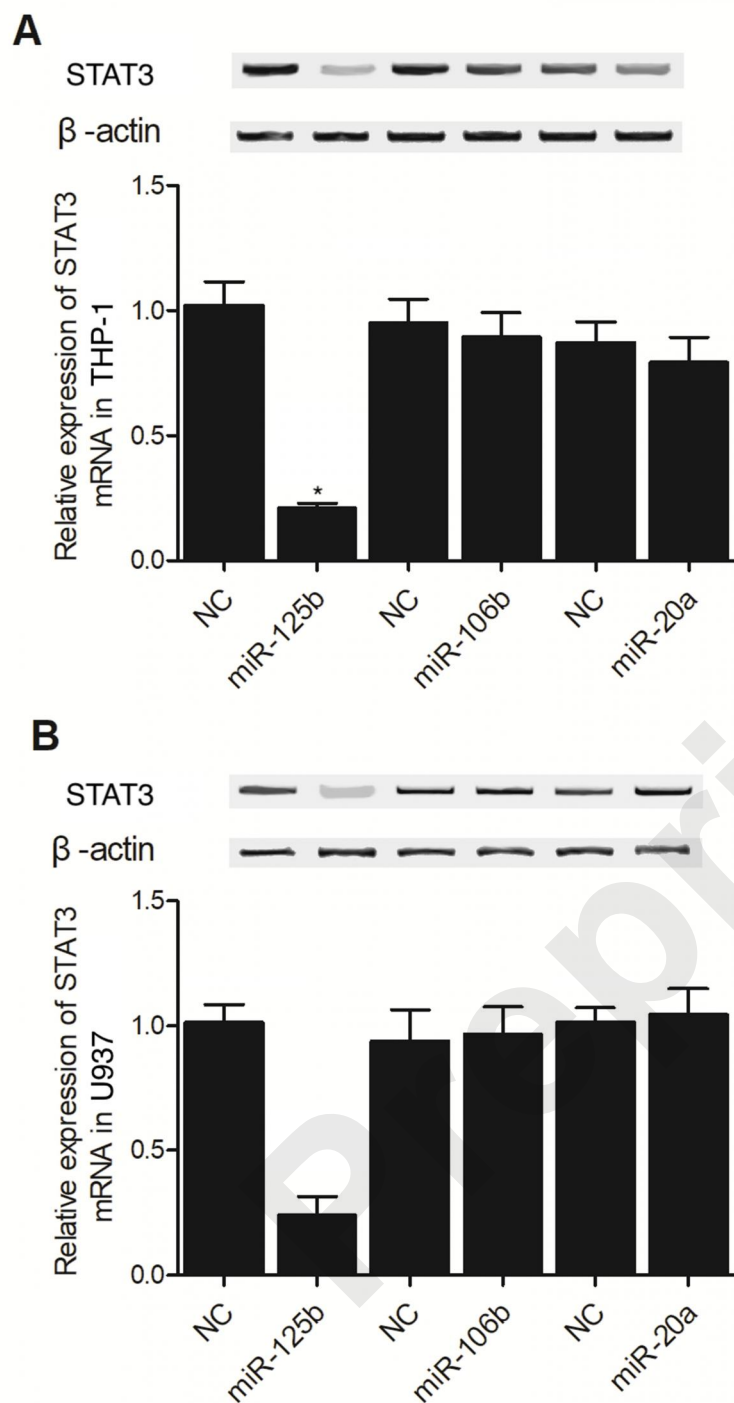 A
STAT3
β -actin
Relative expression of STAT3
mRNA in THP-1
1.5
1.0
0.5
0.0
*
NC
miR-125b
NC
miR-106b
NC
miR-20a
B
STAT3
β -actin
Relative expression of STAT3
mRNA in U937
1.5
1.0
0.5
0.0
NC
miR-125b
NC
miR-106b
NC
miR-20a
Prepri